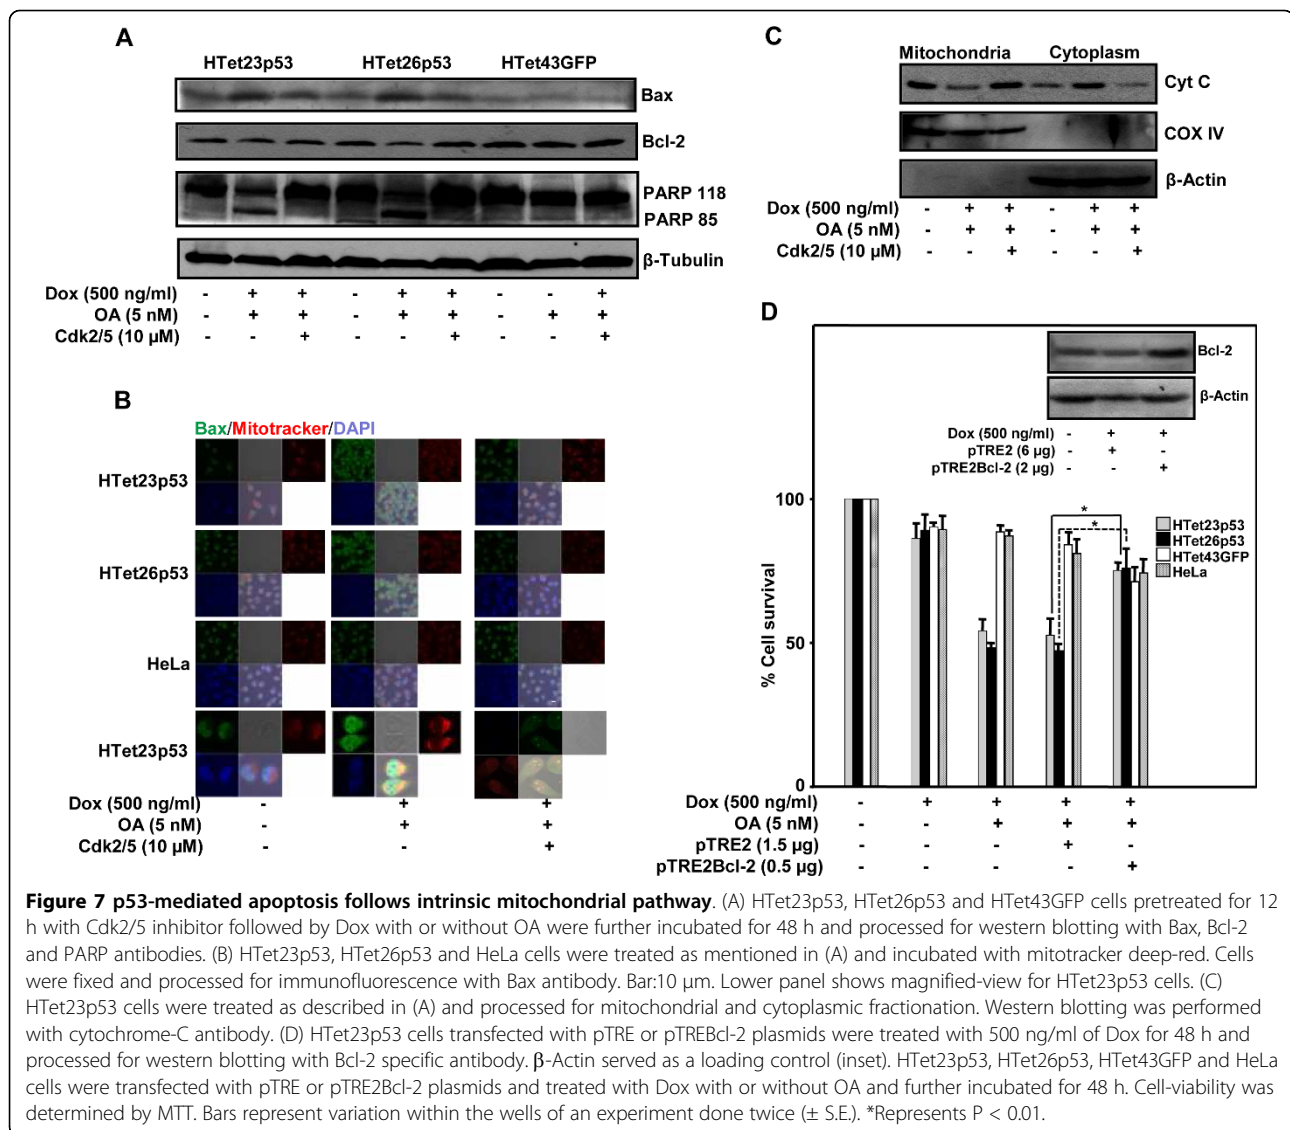 A
HTet23p53 HTet26p53 HTet43GFP
Bax
Bcl-2
PARP 118
PARP 85
β-Tubulin
Dox (500 ng/ml) - + + - + + - - +
OA (5 nM) - + + - + + - + +
Cdk2/5 (10 µM) - - + - - + - - +
B
Bax/Mitotracker/DAPI
HTet23p53
HTet26p53
HeLa
HTet23p53
Dox (500 ng/ml) - + +
OA (5 nM) - + +
Cdk2/5 (10 µM) - - +
C
Mitochondria Cytoplasm
Cyt C
COX IV
β-Actin
Dox (500 ng/ml) - + + - + +
OA (5 nM) - + + - + +
Cdk2/5 (10 µM) - - + - - +
D
Bcl-2
β-Actin
Dox (500 ng/ml) - + +
pTRE2 (6 µg) - + -
pTRE2Bcl-2 (2 µg) - - +
% Cell survival
100
50
0
* 
*
HTet23p53
HTet26p53
HTet43GFP
HeLa
Dox (500 ng/ml) - + + + +
OA (5 nM) - - + + +
pTRE2 (1.5 µg) - - - + -
pTRE2Bcl-2 (0.5 µg) - - - - +
Figure 7 p53-mediated apoptosis follows intrinsic mitochondrial pathway. (A) HTet23p53, HTet26p53 and HTet43GFP cells pretreated for 12
h with Cdk2/5 inhibitor followed by Dox with or without OA were further incubated for 48 h and processed for western blotting with Bax, Bcl-2
and PARP antibodies. (B) HTet23p53, HTet26p53 and HeLa cells were treated as mentioned in (A) and incubated with mitotracker deep-red. Cells
were fixed and processed for immunofluorescence with Bax antibody. Bar:10 µm. Lower panel shows magnified-view for HTet23p53 cells. (C)
HTet23p53 cells were treated as described in (A) and processed for mitochondrial and cytoplasmic fractionation. Western blotting was performed
with cytochrome-C antibody. (D) HTet23p53 cells transfected with pTRE or pTREBcl-2 plasmids were treated with 500 ng/ml of Dox for 48 h and
processed for western blotting with Bcl-2 specific antibody. β-Actin served as a loading control (inset). HTet23p53, HTet26p53, HTet43GFP and HeLa
cells were transfected with pTRE or pTRE2Bcl-2 plasmids and treated with Dox with or without OA and further incubated for 48 h. Cell-viability was
determined by MTT. Bars represent variation within the wells of an experiment done twice (± S.E.). *Represents P < 0.01.